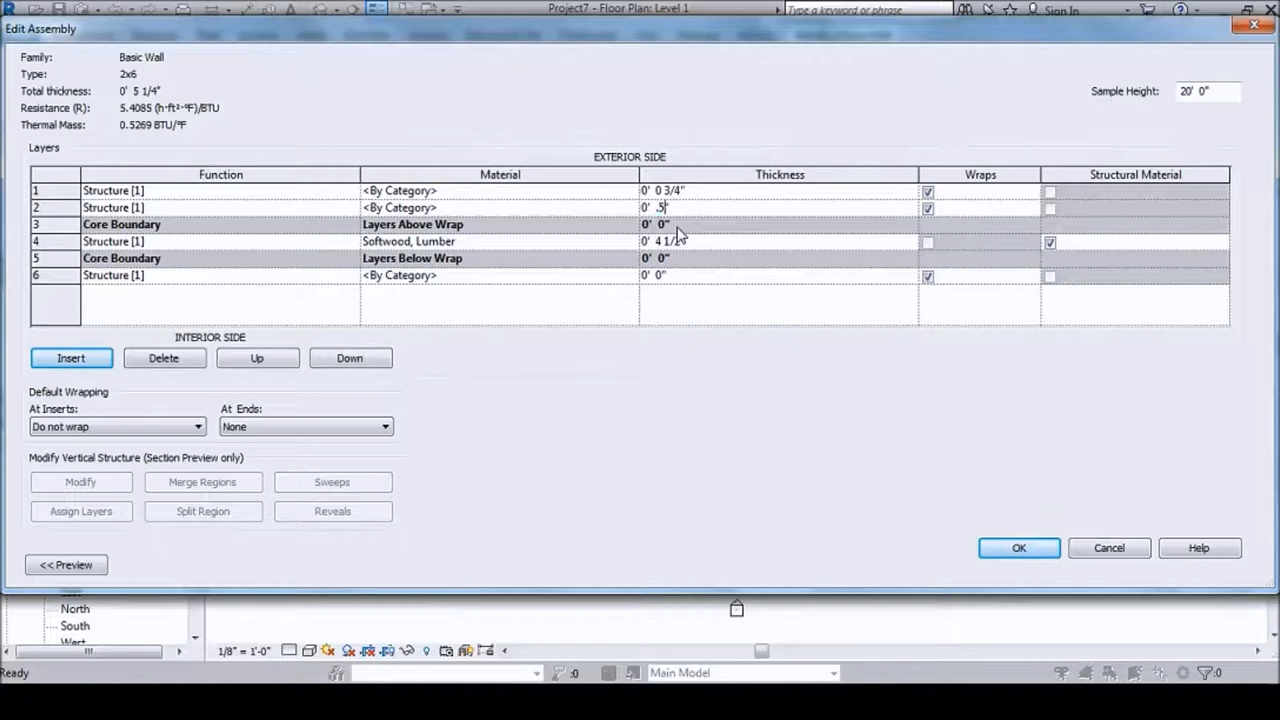 Project7 - Floor Plan: Level 1
Type a keyword or phrase
Sign In
Edit Assembly
Family: Basic Wall
Type: 2x6
Total thickness: 0' 5 1/4"
Resistance (R): 5.4085 (h·ft²·°F)/BTU
Thermal Mass: 0.5269 BTU/°F
Sample Height: 20' 0"
Layers
EXTERIOR SIDE
Function Material Thickness Wraps Structural Material
1 Structure [1] <By Category> 0' 0 3/4"
2 Structure [1] <By Category> 0' .5
3 Core Boundary Layers Above Wrap 0' 0"
4 Structure [1] Softwood, Lumber 0' 4 1/2
5 Core Boundary Layers Below Wrap 0' 0"
6 Structure [1] <By Category> 0' 0"
INTERIOR SIDE
Insert Delete Up Down
Default Wrapping
At Inserts: At Ends:
Do not wrap None
Modify Vertical Structure (Section Preview only)
Modify Merge Regions Sweeps
Assign Layers Split Region Reveals
OK Cancel Help
<< Preview
North
South
West
1/8" = 1'-0"
Ready :0 Main Model :0